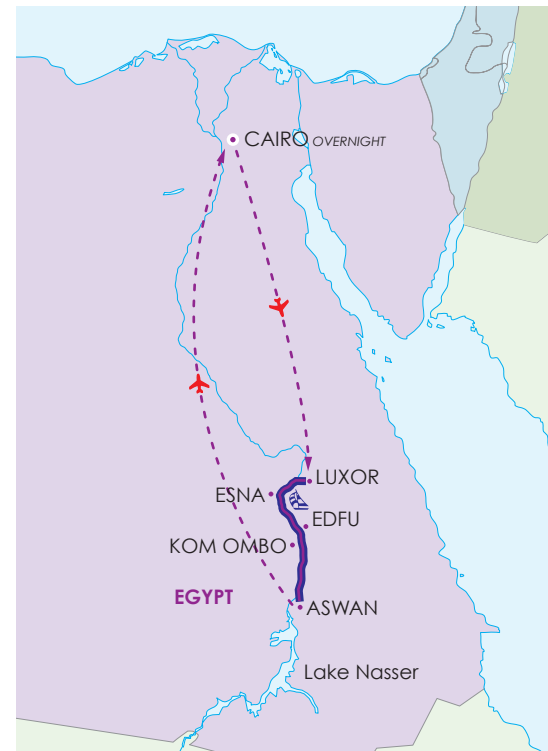 CAIRO OVERNIGHT
LUXOR
ESNA
EDFU
KOM OMBO
EGYPT
ASWAN
Lake Nasser